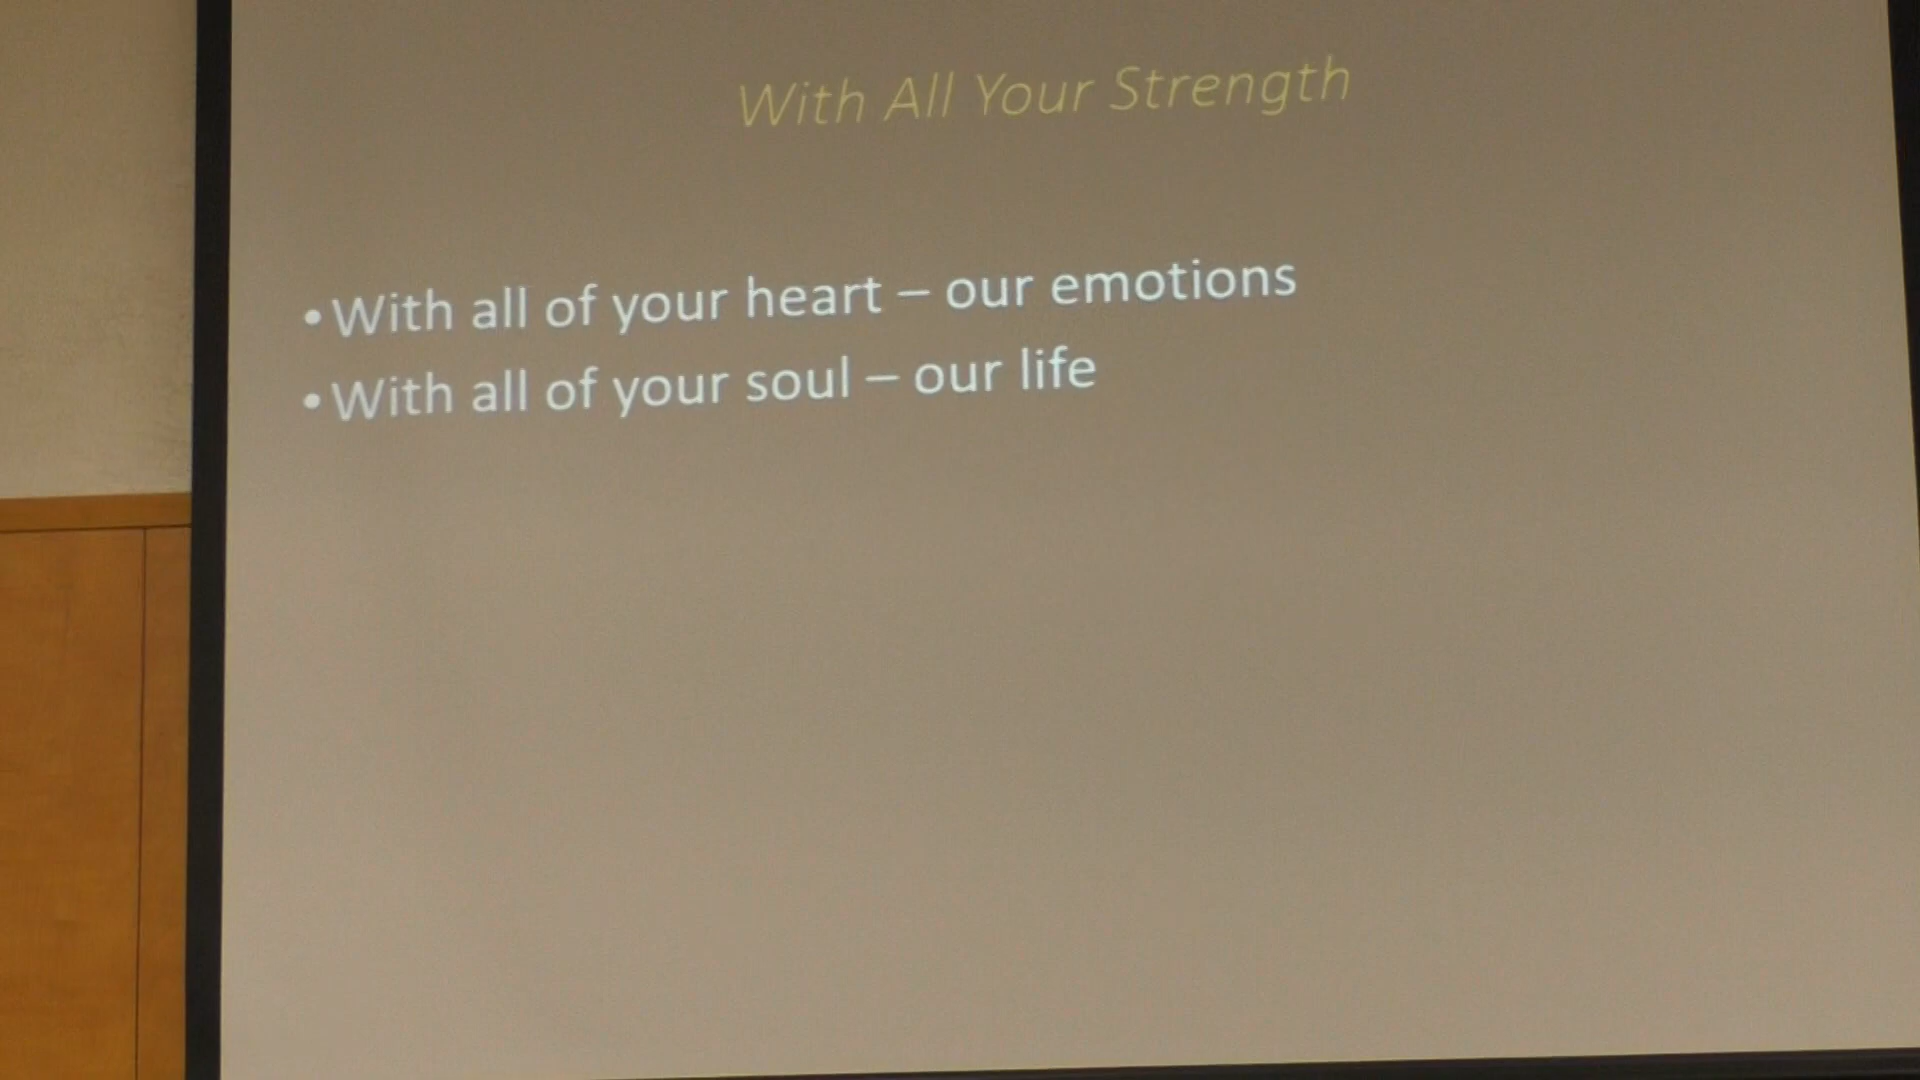 With All Your Strength
• With all of your heart – our emotions
• With all of your soul – our life